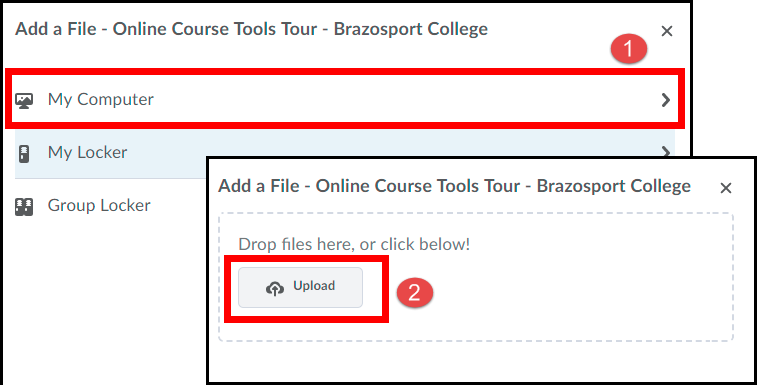 Add a File - Online Course Tools Tour - Brazosport College
1
My Computer
My Locker
Group Locker
Add a File - Online Course Tools Tour - Brazosport College
Drop files here, or click below!
Upload
2